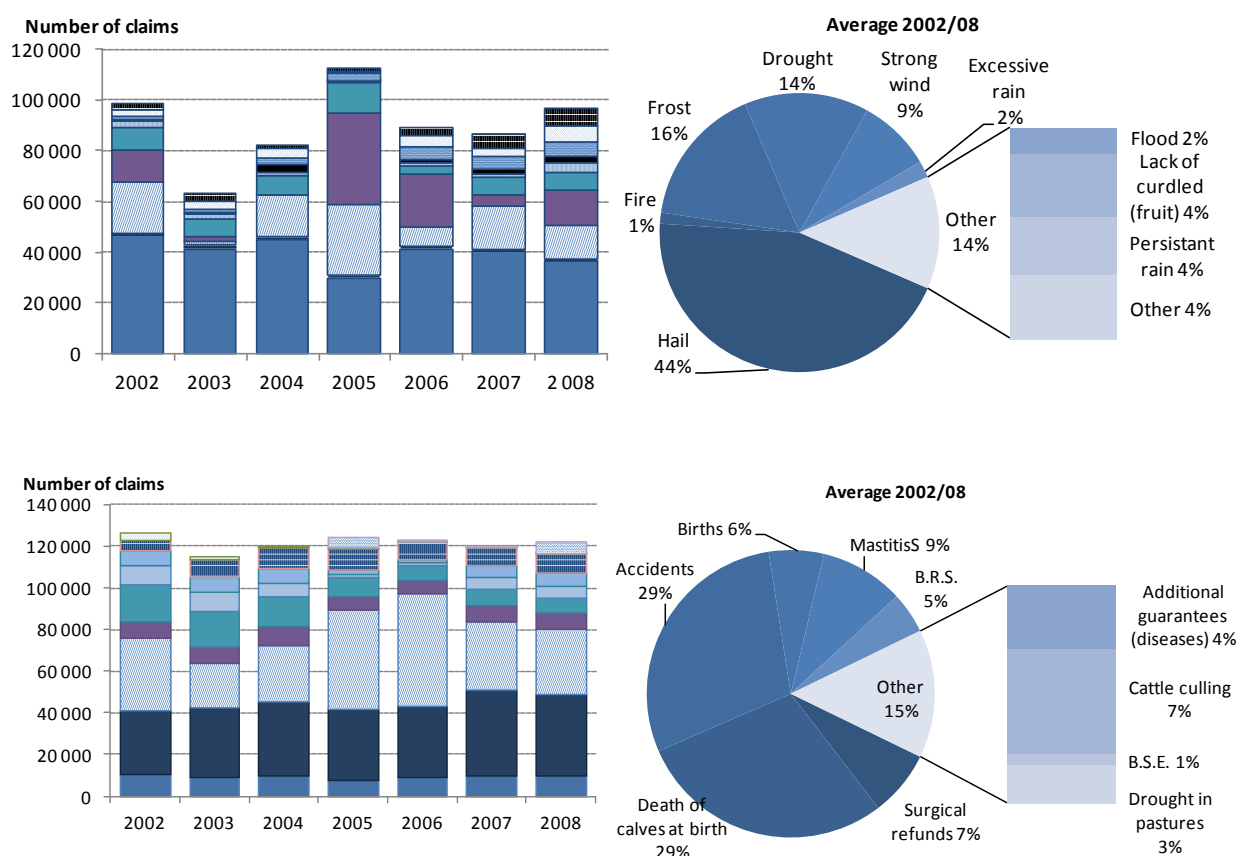 Number of claims
120 000
100 000
80 000
60 000
40 000
20 000
0
2002 2003 2004 2005 2006 2007 2 008
Average 2002/08
Drought
14%
Strong
wind
9%
Excessive
rain
2%
Frost
16%
Fire
1%
Hail
44%
Other
14%
Flood 2%
Lack of
curdled
(fruit) 4%
Persistant
rain 4%
Other 4%
Number of claims
140 000
120 000
100 000
80 000
60 000
40 000
20 000
0
2002 2003 2004 2005 2006 2007 2008
Average 2002/08
Births 6%
MastitisS 9%
B.R.S.
5%
Accidents
29%
Other
15%
Death of
calves at birth
29%
Surgical
refunds 7%
Additional
guarantees
(diseases) 4%
Cattle culling
7%
B.S.E. 1%
Drought in
pastures
3%